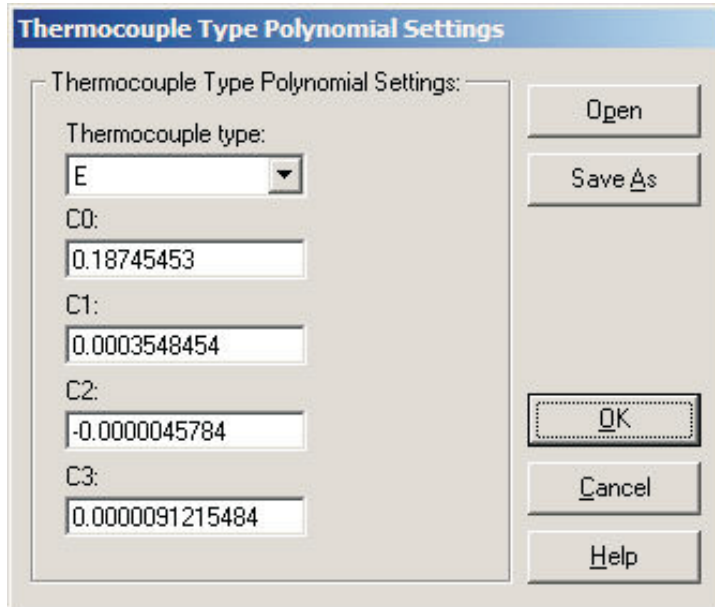 Thermocouple Type Polynomial Settings
Thermocouple Type Polynomial Settings:
Thermocouple type:
E
C0:
0.18745453
C1:
0.0003548454
C2:
-0.0000045784
C3:
0.0000091215484
Open
Save As
OK
Cancel
Help